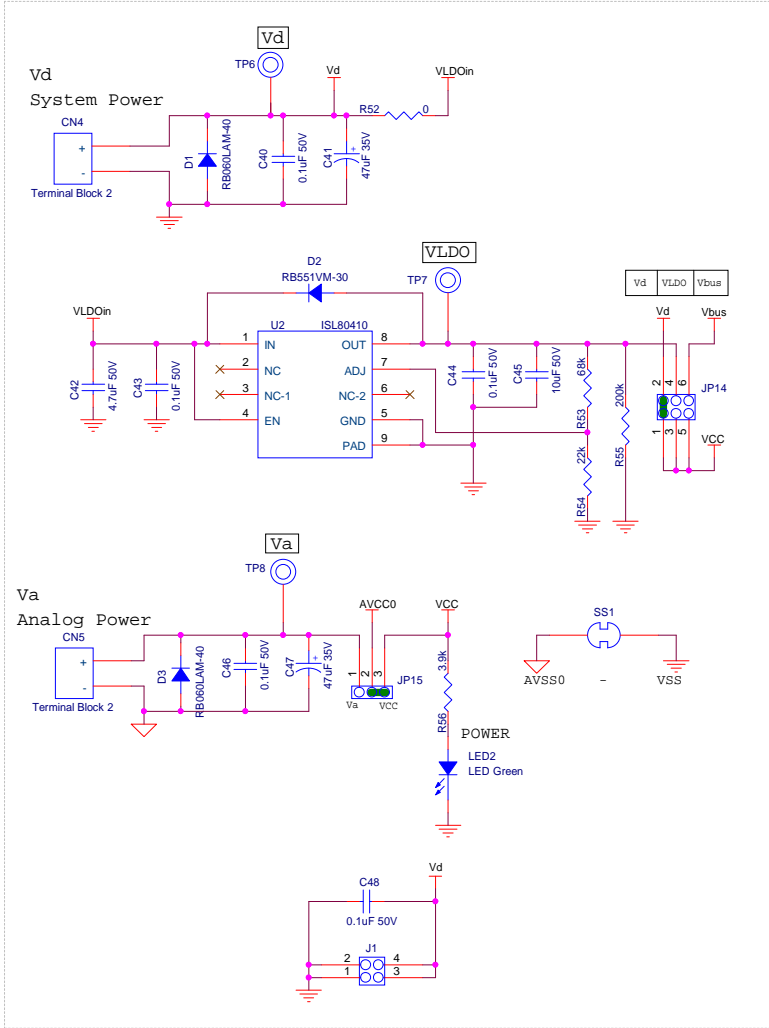 Vd
TP6
Vd
System Power
CN4
+
-
Terminal Block 2
D1
RB060LAM-40
C40
0.1uF 50V
Vd
C41
47uF 35V
+
R52
0
VLDOin
D2
RB551VM-30
VLDO
TP7
Vd VLDO Vbus
VLDOin
C42
4.7uF 50V
C43
0.1uF 50V
U2
ISL80410
1 IN
2 NC
3 NC-1
4 EN
OUT 8
ADJ 7
NC-2 6
GND 5
PAD 9
C44
0.1uF 50V
C45
10uF 50V
68k
R53
22k
R54
200k
R55
Vd
Vbus
2 4 6
JP14
1 3 5
VCC
Va
TP8
Va
Analog Power
CN5
+
-
Terminal Block 2
D3
RB060LAM-40
C46
0.1uF 50V
C47
47uF 35V
+
AVCC0
1 2 3
JP15
Va
VCC
VCC
3.9k
R56
POWER
LED2
LED Green
SS1
AVSS0 - VSS
Vd
C48
0.1uF 50V
J1
2 4
1 3